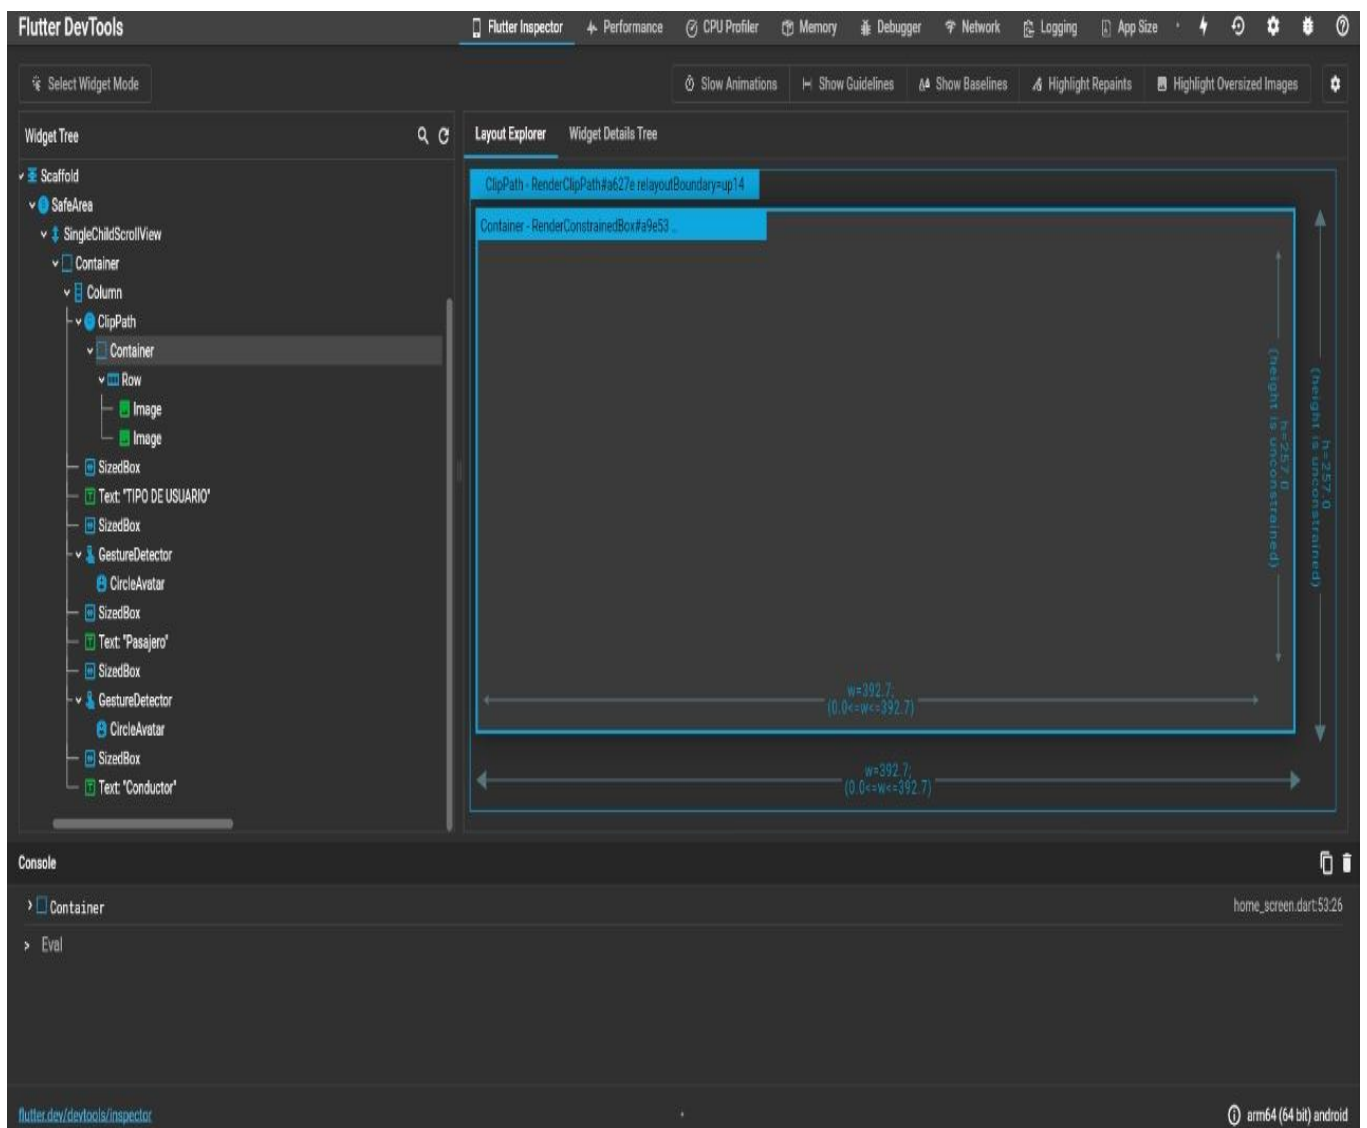 Flutter DevTools
Flutter Inspector
Performance
CPU Profiler
Memory
Debugger
Network
Logging
App Size
Select Widget Mode
Slow Animations
Show Guidelines
Show Baselines
Highlight Repaints
Highlight Oversized Images
Widget Tree
Scaffold
SafeArea
SingleChildScrollView
Container
Column
ClipPath
Container
Row
Image
Image
SizedBox
Text: "TIPO DE USUARIO"
SizedBox
GestureDetector
CircleAvatar
SizedBox
Text: "Pasajero"
SizedBox
GestureDetector
CircleAvatar
SizedBox
Text: "Conductor"
Layout Explorer
Widget Details Tree
ClipPath - RenderClipPath#a627e relayoutBoundary=up14
Container - RenderConstrainedBox#a9e53 ...
h=257.0
(height is unconstrained)
h=257.0
(height is unconstrained)
w=392.7;
(0.0<=w<=392.7)
w=392.7;
(0.0<=w<=392.7)
Console
Container
home_screen.dart:53:26
> Eval
flutter.dev/devtools/inspector
arm64 (64 bit) android